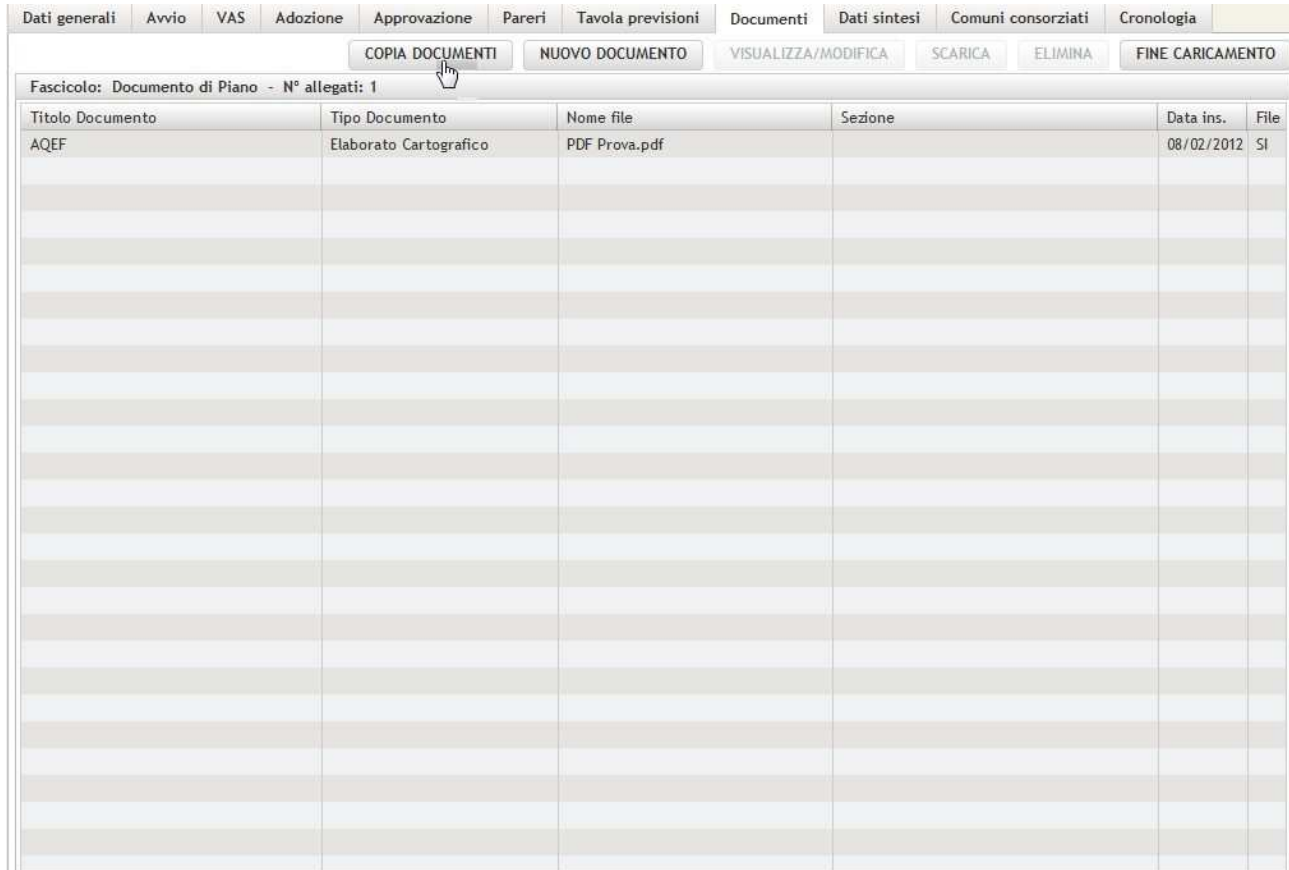 Dati generali Avvio VAS Adozione Approvazione Pareri Tavola previsioni Documenti Dati sintesi Comuni consorziati Cronologia
COPIA DOCUMENTI NUOVO DOCUMENTO VISUALIZZA/MODIFICA SCARICA ELIMINA FINE CARICAMENTO
Fascicolo: Documento di Piano - N° allegati: 1
Titolo Documento Tipo Documento Nome file Sezione Data ins. File
AQEF Elaborato Cartografico PDF Prova.pdf 08/02/2012 SI